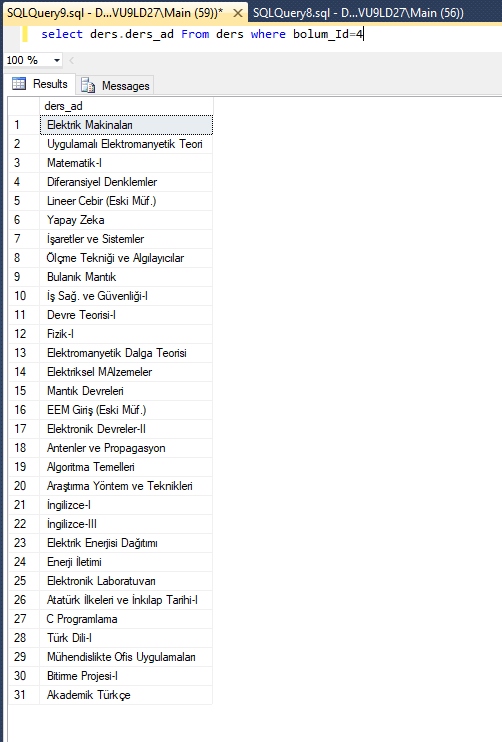 SQLQuery9.sql - D...VU9LD27\Main (59))* SQLQuery8.sql - D...VU9LD27\Main (56))
select ders.ders_ad From ders where bolum_Id=4
100 %
Results Messages
ders_ad
1 Elektrik Makinaları
2 Uygulamalı Elektromanyetik Teori
3 Matematik-I
4 Diferansiyel Denklemler
5 Lineer Cebir (Eski Müf.)
6 Yapay Zeka
7 İşaretler ve Sistemler
8 Ölçme Tekniği ve Algılayıcılar
9 Bulanık Mantık
10 İş Sağ. ve Güvenliği-I
11 Devre Teorisi-I
12 Fizik-I
13 Elektromanyetik Dalga Teorisi
14 Elektriksel MAlzemeler
15 Mantık Devreleri
16 EEM Giriş (Eski Müf.)
17 Elektronik Devreler-II
18 Antenler ve Propagasyon
19 Algoritma Temelleri
20 Araştırma Yöntem ve Teknikleri
21 İngilizce-I
22 İngilizce-III
23 Elektrik Enerjisi Dağıtımı
24 Enerji İletimi
25 Elektronik Laboratuvarı
26 Atatürk İlkeleri ve İnkılap Tarihi-I
27 C Programlama
28 Türk Dili-I
29 Mühendislikte Ofis Uygulamaları
30 Bitirme Projesi-I
31 Akademik Türkçe